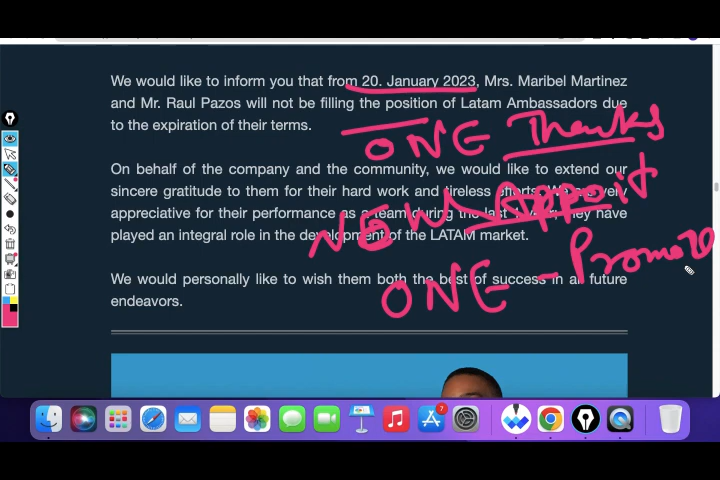 We would like to inform you that from 20. January 2023, Mrs. Maribel Martinez
and Mr. Raul Pazos will not be filling the position of Latam Ambassadors due
to the expiration of their terms.
ONE Thanks
On behalf of the company and the community, we would like to extend our
sincere gratitude to them for their hard work and tireless efforts. We are very
appreciative for their performance as a team during the last They have
played an integral role in the development of the LATAM market.
NEW Appoit
We would personally like to wish them both the best of success in all future
endeavors.
ONE - Promote
7